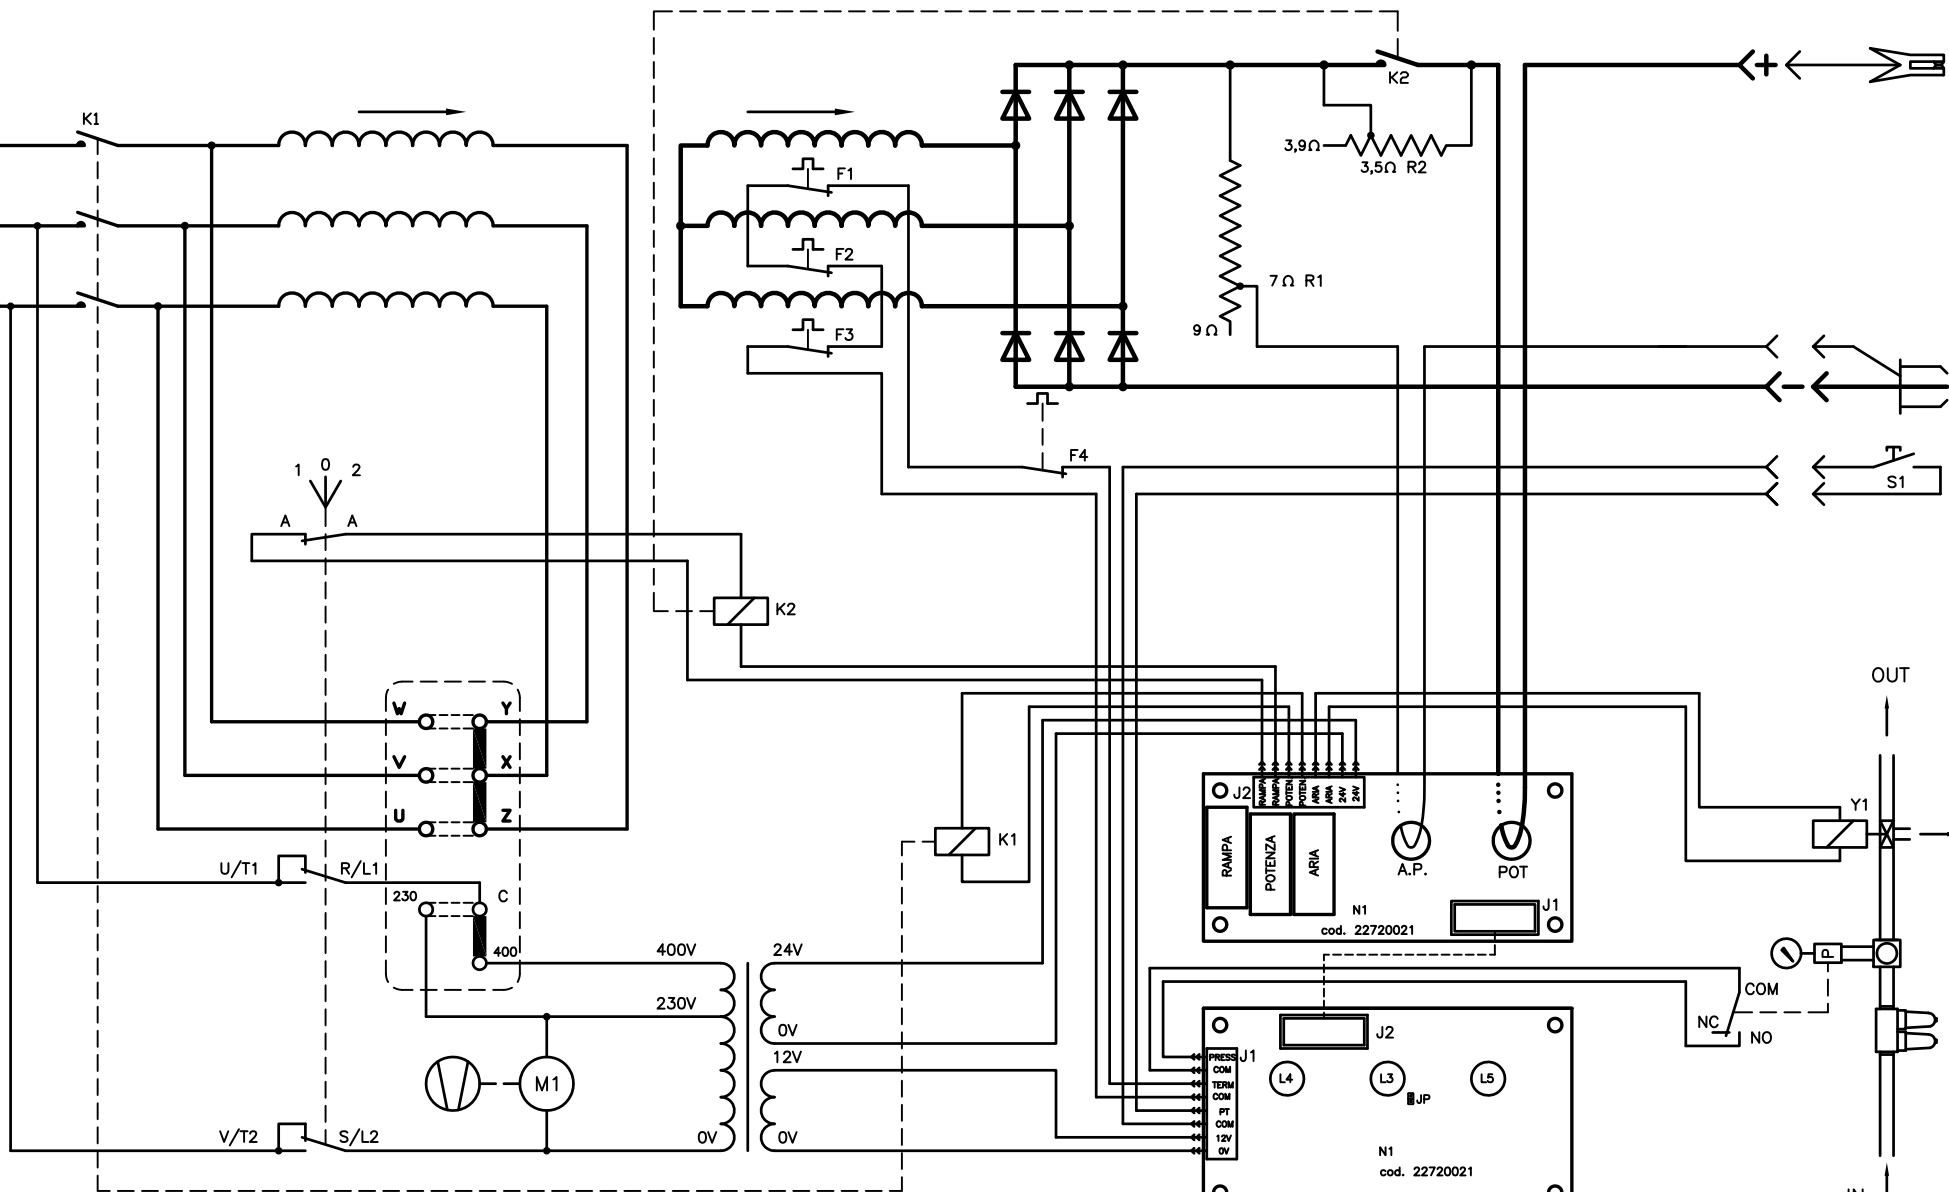 K1
K2
3,9Ω
3,5Ω R2
F1
F2
7Ω R1
F3
9Ω
+
−
F4
1 0 2
S1
A A
K2
OUT
W Y
V X
U Z
J2
RAMPA
RAMPA
POTEN.
POTEN.
ARIA
ARIA
24V
24V
Y1
K1
RAMPA
POTENZA
ARIA
A.P.
POT
U/T1 R/L1
230 C
N1
J1
cod. 22720021
400
400V 24V
P
COM
230V
0V
NC
NO
J2
12V
PRESS J1
COM
TERM
COM
PT
COM
12V
0V
M1
L4 L3 L5
JP
V/T2 S/L2
0V 0V
N1
cod. 22720021
IN